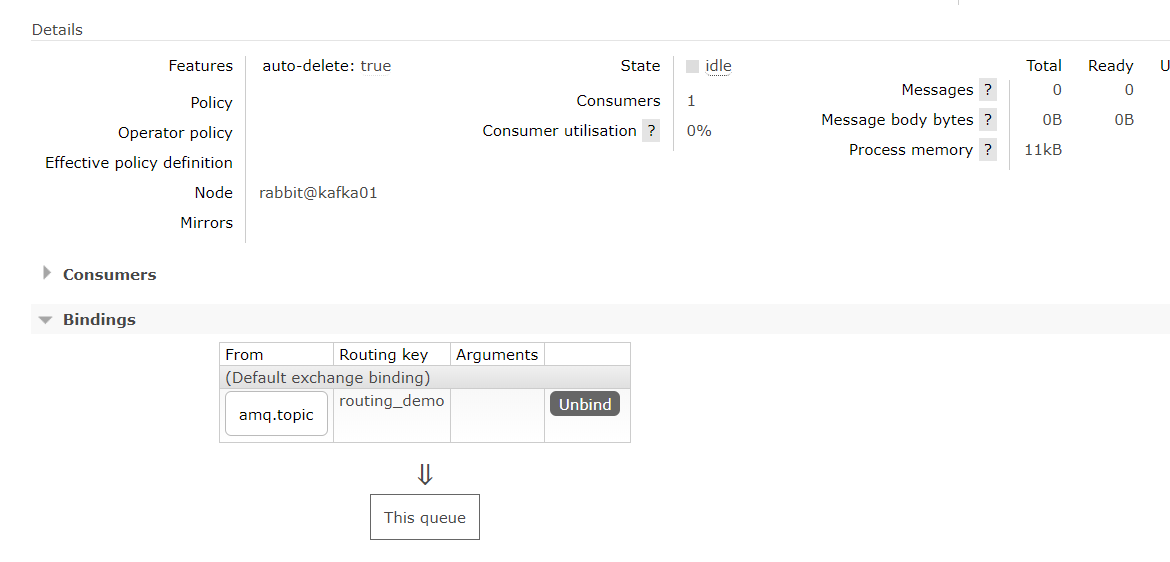 Details
Features auto-delete: true
Policy
Operator policy
Effective policy definition
Node rabbit@kafka01
Mirrors
State idle
Consumers 1
Consumer utilisation ? 0%
Total Ready U
Messages ? 0 0
Message body bytes ? 0B 0B
Process memory ? 11kB
Consumers
Bindings
From Routing key Arguments
(Default exchange binding)
amq.topic routing_demo Unbind
⇓
This queue